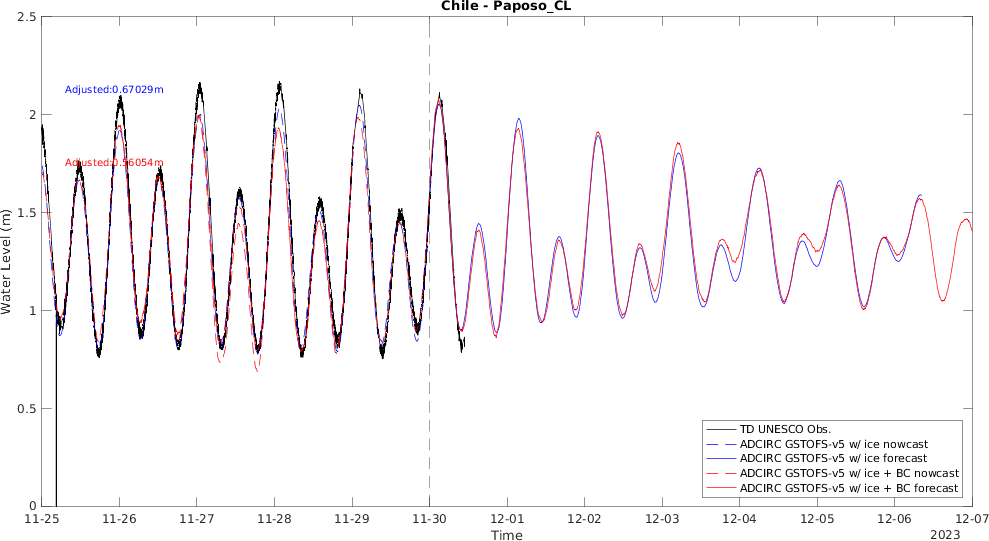 Chile - Paposo_CL
2.5
Adjusted:0.67029m
2
Adjusted:0.56054m
1.5
Water Level (m)
1
0.5
0
TD UNESCO Obs.
ADCIRC GSTOFS-v5 w/ ice nowcast
ADCIRC GSTOFS-v5 w/ ice forecast
ADCIRC GSTOFS-v5 w/ ice + BC nowcast
ADCIRC GSTOFS-v5 w/ ice + BC forecast
11-25 11-26 11-27 11-28 11-29 11-30 12-01 12-02 12-03 12-04 12-05 12-06 12-07
Time
2023